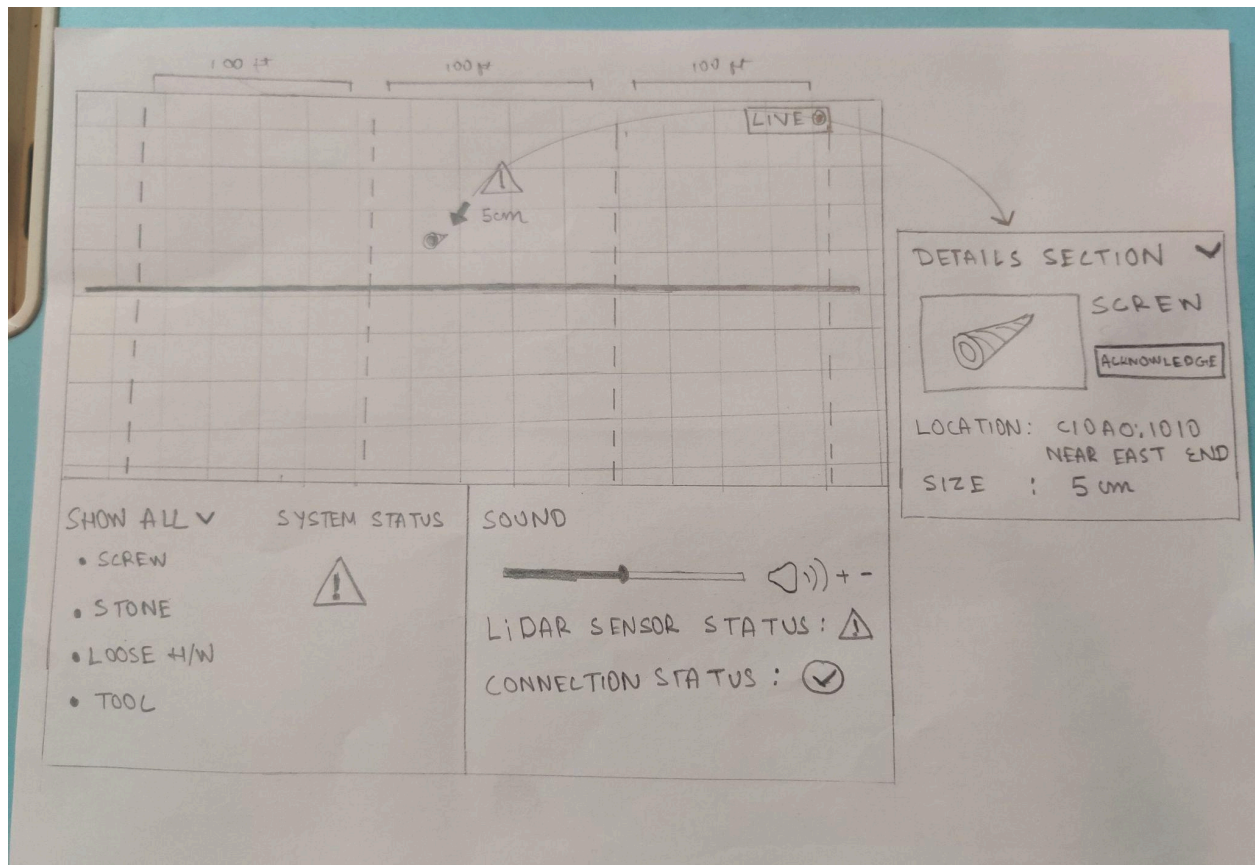 100 ft
100 ft
100 ft
LIVE
!
5cm
DETAILS SECTION
SCREW
ACKNOWLEDGE
LOCATION: C10A0:1010
NEAR EAST END
SIZE : 5 cm
SHOW ALL
• SCREW
• STONE
• LOOSE H/W
• TOOL
SYSTEM STATUS
!
SOUND
+ -
LiDAR SENSOR STATUS: !
CONNECTION STATUS: